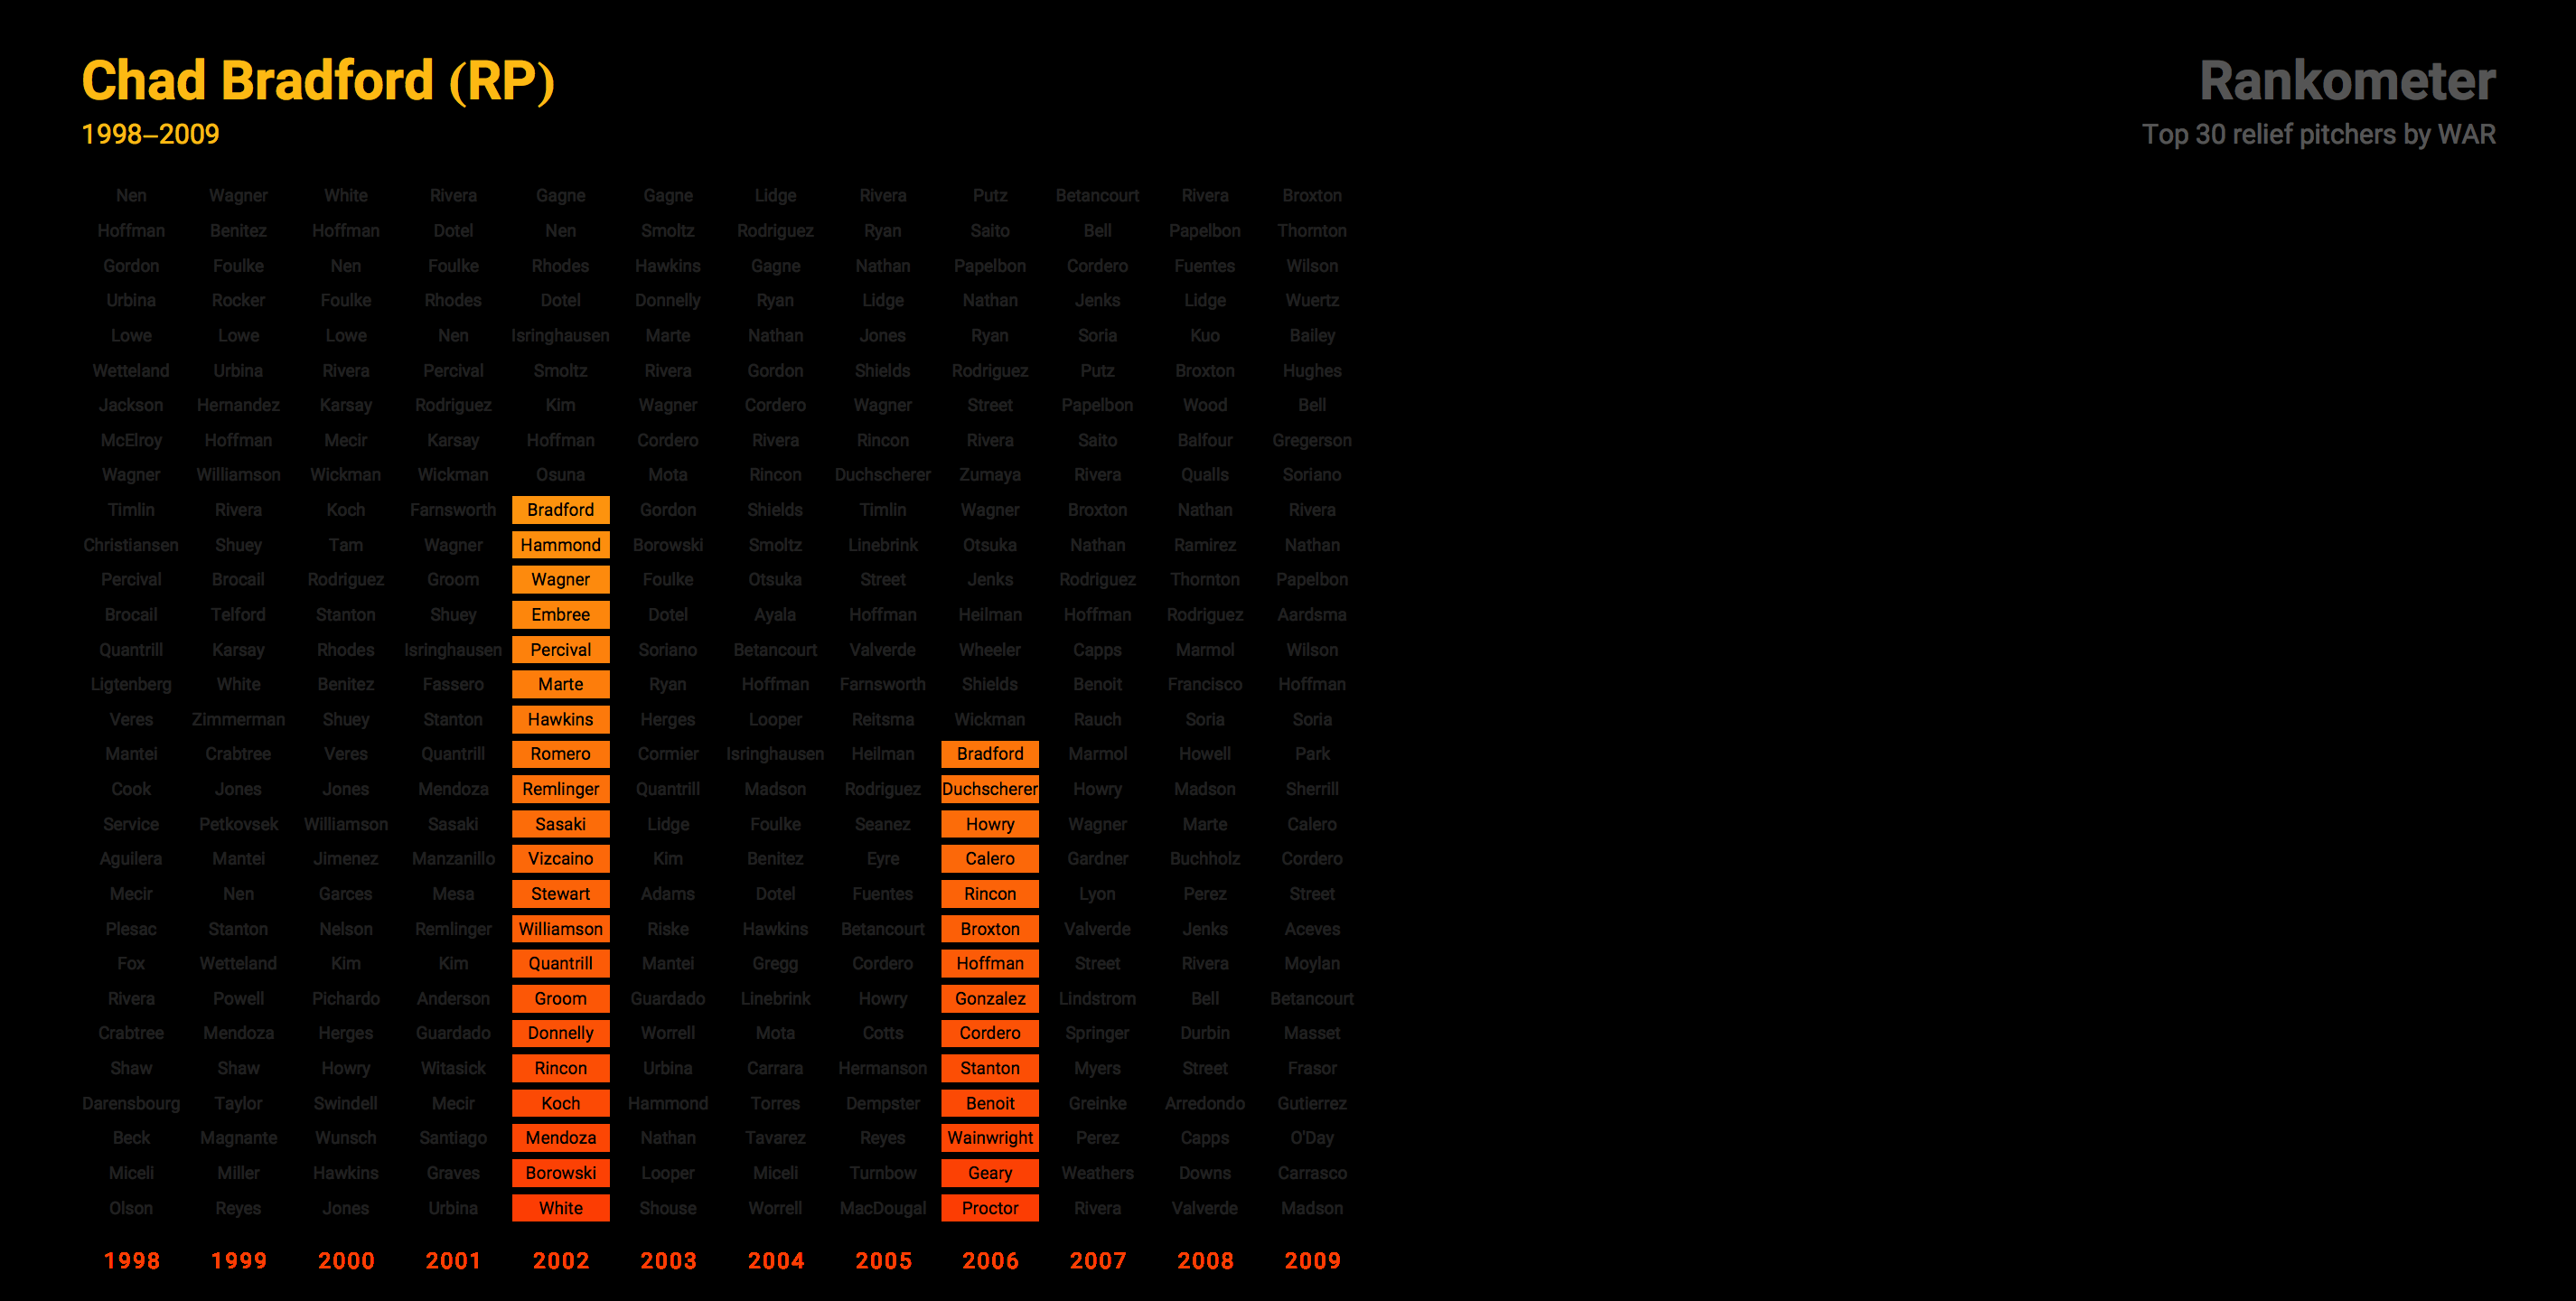 Chad Bradford (RP)
1998–2009
Rankometer
Top 30 relief pitchers by WAR
Nen Wagner White Rivera Gagne Gagne Lidge Rivera Putz Betancourt Rivera Broxton
Hoffman Benitez Hoffman Dotel Nen Smoltz Rodriguez Ryan Saito Bell Papelbon Thornton
Gordon Foulke Nen Foulke Rhodes Hawkins Gagne Nathan Papelbon Cordero Fuentes Wilson
Urbina Rocker Foulke Rhodes Dotel Donnelly Ryan Lidge Nathan Jenks Lidge Wuertz
Lowe Lowe Lowe Nen Isringhausen Marte Nathan Jones Ryan Soria Kuo Bailey
Wetteland Urbina Rivera Percival Smoltz Rivera Gordon Shields Rodriguez Putz Broxton Hughes
Jackson Hernandez Karsay Rodriguez Kim Wagner Cordero Wagner Street Papelbon Wood Bell
McElroy Hoffman Mecir Karsay Hoffman Cordero Rivera Rincon Rivera Saito Balfour Gregerson
Wagner Williamson Wickman Wickman Osuna Mota Rincon Duchscherer Zumaya Rivera Qualls Soriano
Timlin Rivera Koch Farnsworth Bradford Gordon Shields Timlin Wagner Broxton Nathan Rivera
Christiansen Shuey Tam Wagner Hammond Borowski Smoltz Linebrink Otsuka Nathan Ramirez Nathan
Percival Brocail Rodriguez Groom Wagner Foulke Otsuka Street Jenks Rodriguez Thornton Papelbon
Brocail Telford Stanton Shuey Embree Dotel Ayala Hoffman Heilman Hoffman Rodriguez Aardsma
Quantrill Karsay Rhodes Isringhausen Percival Soriano Betancourt Valverde Wheeler Capps Marmol Wilson
Ligtenberg White Benitez Fassero Marte Ryan Hoffman Farnsworth Shields Benoit Francisco Hoffman
Veres Zimmerman Shuey Stanton Hawkins Herges Looper Reitsma Wickman Rauch Soria Soria
Mantei Crabtree Veres Quantrill Romero Cormier Isringhausen Heilman Bradford Marmol Howell Park
Cook Jones Jones Mendoza Remlinger Quantrill Madson Rodriguez Duchscherer Howry Madson Sherrill
Service Petkovsek Williamson Sasaki Sasaki Lidge Foulke Seanez Howry Wagner Marte Calero
Aguilera Mantei Jimenez Manzanillo Vizcaino Kim Benitez Eyre Calero Gardner Buchholz Cordero
Mecir Nen Garces Mesa Stewart Adams Dotel Fuentes Rincon Lyon Perez Street
Plesac Stanton Nelson Remlinger Williamson Riske Hawkins Betancourt Broxton Valverde Jenks Aceves
Fox Wetteland Kim Kim Quantrill Mantei Gregg Cordero Hoffman Street Rivera Moylan
Rivera Powell Pichardo Anderson Groom Guardado Linebrink Howry Gonzalez Lindstrom Bell Betancourt
Crabtree Mendoza Herges Guardado Donnelly Worrell Mota Cotts Cordero Springer Durbin Masset
Shaw Shaw Howry Witasick Rincon Urbina Carrara Hermanson Stanton Myers Street Frasor
Darensbourg Taylor Swindell Mecir Koch Hammond Torres Dempster Benoit Greinke Arredondo Gutierrez
Beck Magnante Wunsch Santiago Mendoza Nathan Tavarez Reyes Wainwright Perez Capps O'Day
Miceli Miller Hawkins Graves Borowski Looper Miceli Turnbow Geary Weathers Downs Carrasco
Olson Reyes Jones Urbina White Shouse Worrell MacDougal Proctor Rivera Valverde Madson
1998 1999 2000 2001 2002 2003 2004 2005 2006 2007 2008 2009